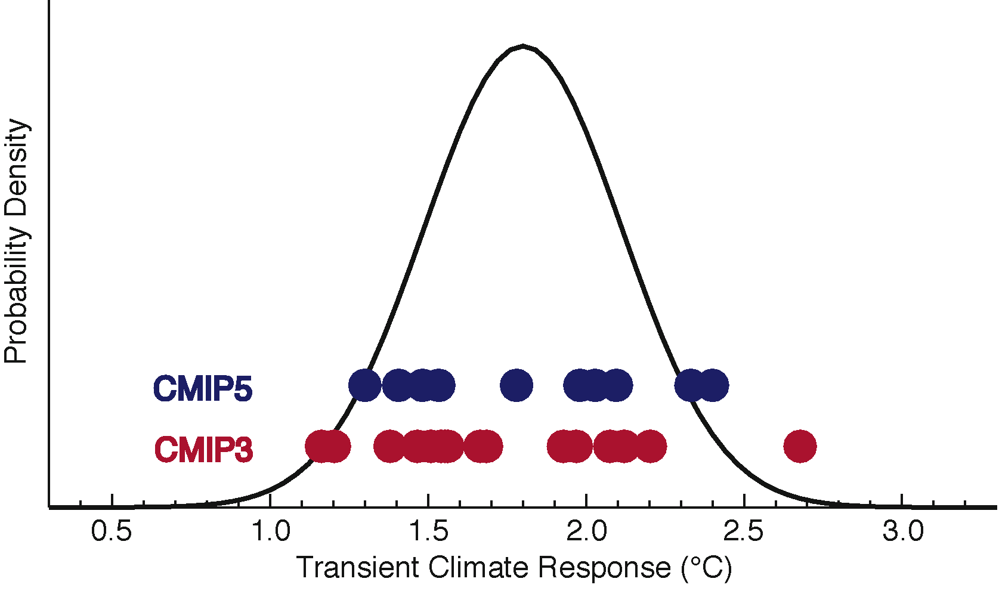 Probability Density
CMIP5
CMIP3
0.5 1.0 1.5 2.0 2.5 3.0
Transient Climate Response (°C)